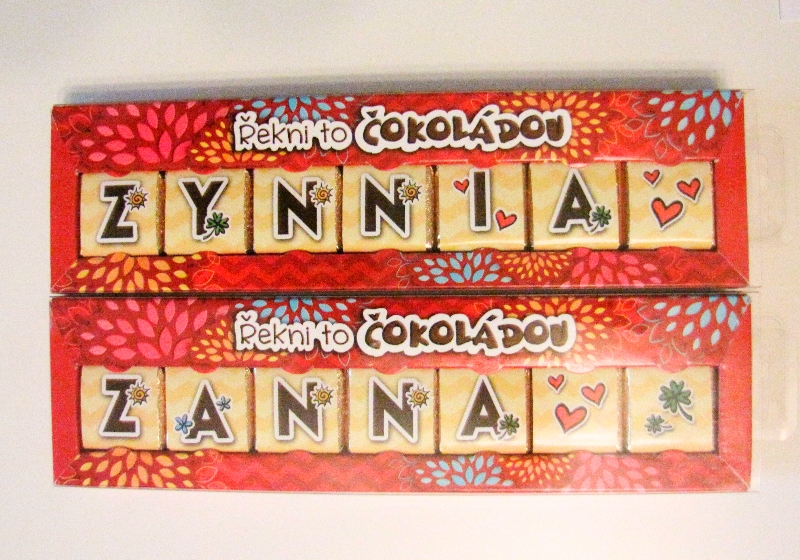 Řekni to ČOKOLÁDOU
ZYNNIA
Řekni to ČOKOLÁDOU
ZANNA